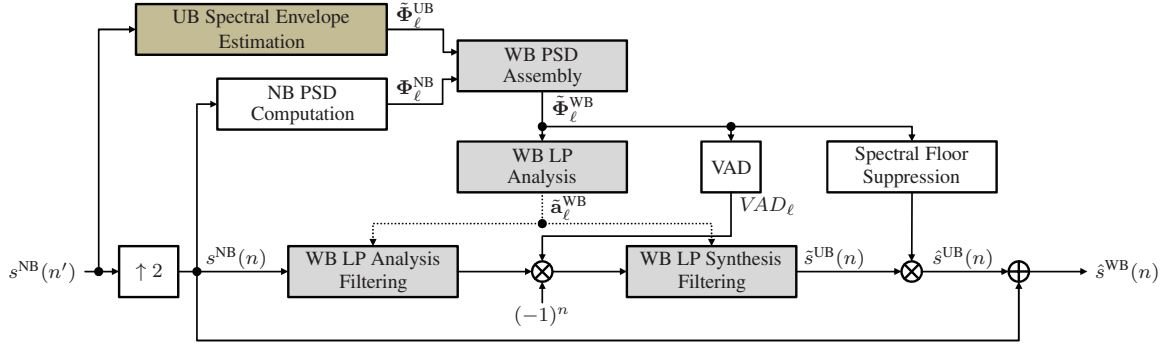 UB Spectral Envelope
Estimation
Φ̃_ℓ^UB
WB PSD
Assembly
NB PSD
Computation
Φ_ℓ^NB
Φ̃_ℓ^WB
WB LP
Analysis
VAD
Spectral Floor
Suppression
ã_ℓ^WB
VAD_ℓ
s^NB(n′)
↑ 2
s^NB(n)
WB LP Analysis
Filtering
WB LP Synthesis
Filtering
s̃^UB(n)
ŝ^UB(n)
ŝ^WB(n)
(−1)^n